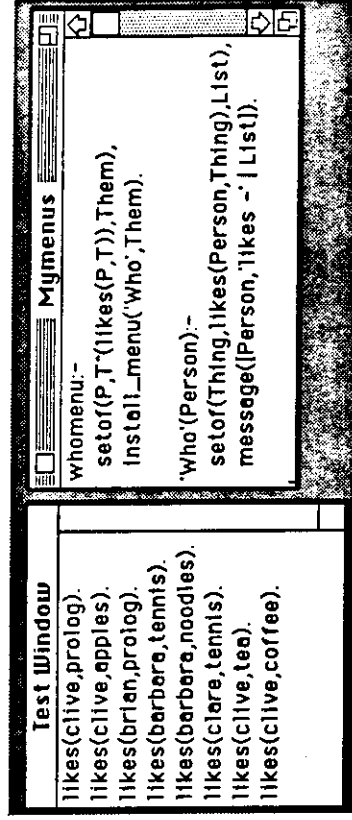 Test Window
likes(clive,prolog).
likes(clive,apples).
likes(brian,prolog).
likes(barbara,tennis).
likes(barbara,noodles).
likes(clare,tennis).
likes(clive,tea).
likes(clive,coffee).
Mymenus
whomenu:-
setof(P,T^(likes(P,T)),Them),
install_menu('Who',Them).
'Who'(Person):-
setof(Thing,likes(Person,Thing),List),
message([Person,'likes -' | List]).